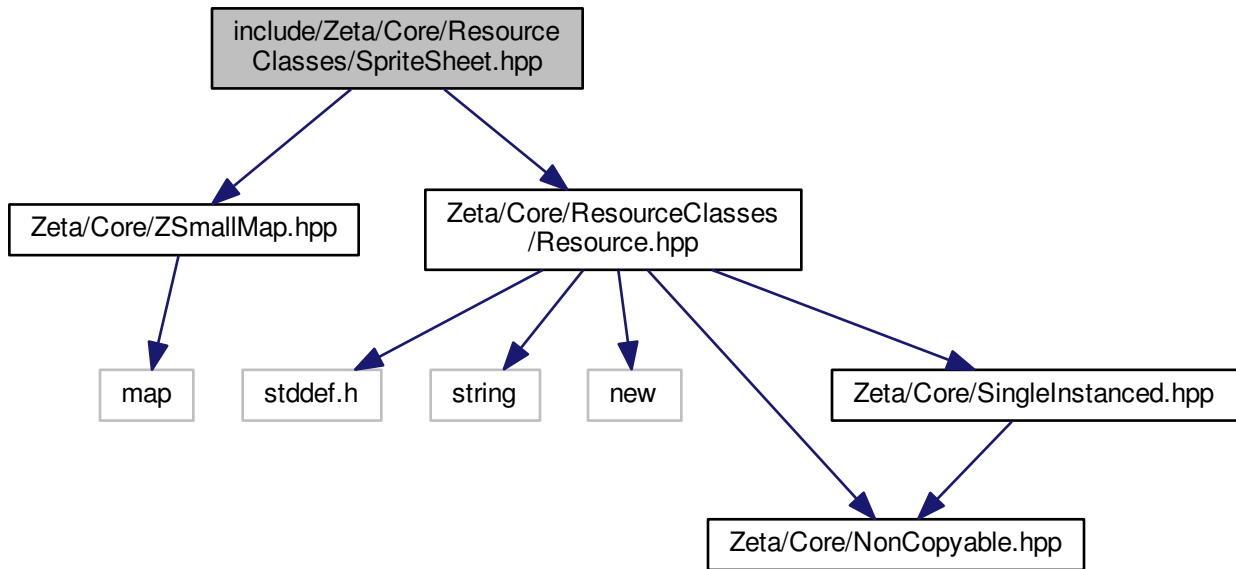 include/Zeta/Core/Resource
Classes/SpriteSheet.hpp
Zeta/Core/ZSmallMap.hpp
Zeta/Core/ResourceClasses
/Resource.hpp
map
stddef.h
string
new
Zeta/Core/SingleInstanced.hpp
Zeta/Core/NonCopyable.hpp